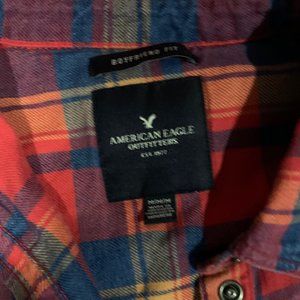 BOYFRIEND FIT
AMERICAN EAGLE
OUTFITTERS
EST. 1977
M/M/M